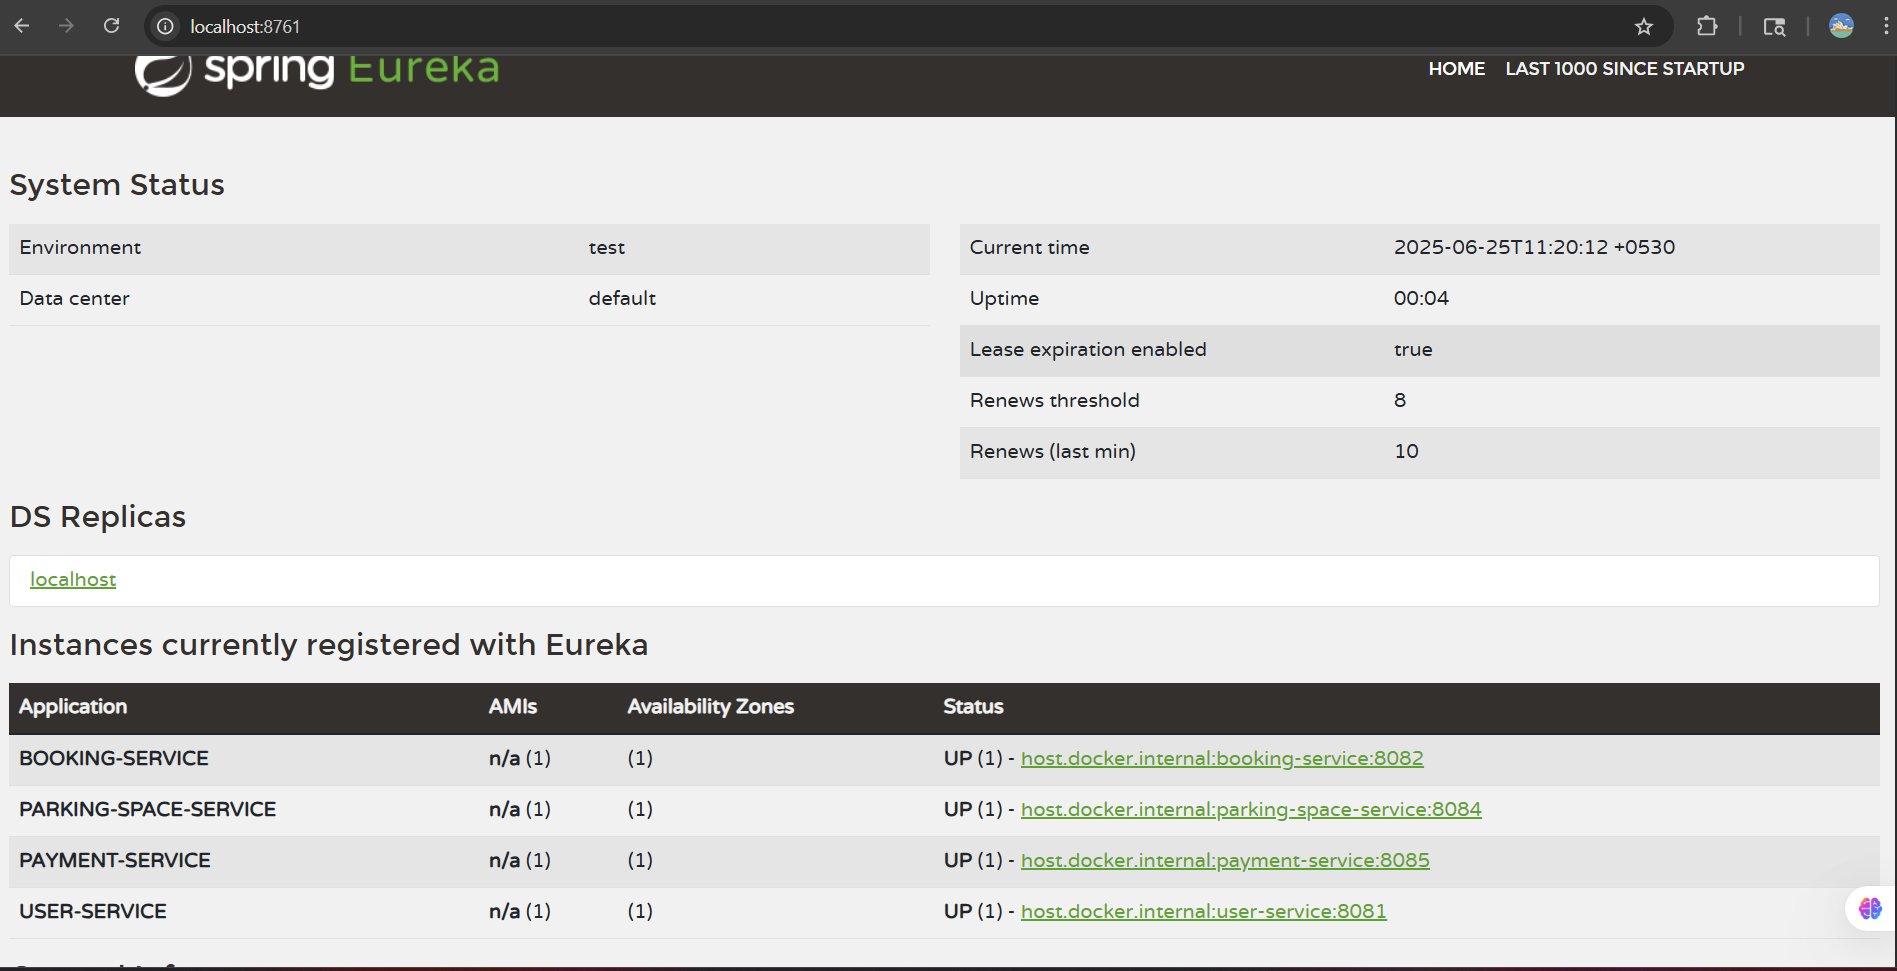 localhost:8761
spring Eureka
HOME LAST 1000 SINCE STARTUP
System Status
Environment test
Data center default
Current time 2025-06-25T11:20:12 +0530
Uptime 00:04
Lease expiration enabled true
Renews threshold 8
Renews (last min) 10
DS Replicas
localhost
Instances currently registered with Eureka
Application AMIs Availability Zones Status
BOOKING-SERVICE n/a (1) (1) UP (1) - host.docker.internal:booking-service:8082
PARKING-SPACE-SERVICE n/a (1) (1) UP (1) - host.docker.internal:parking-space-service:8084
PAYMENT-SERVICE n/a (1) (1) UP (1) - host.docker.internal:payment-service:8085
USER-SERVICE n/a (1) (1) UP (1) - host.docker.internal:user-service:8081